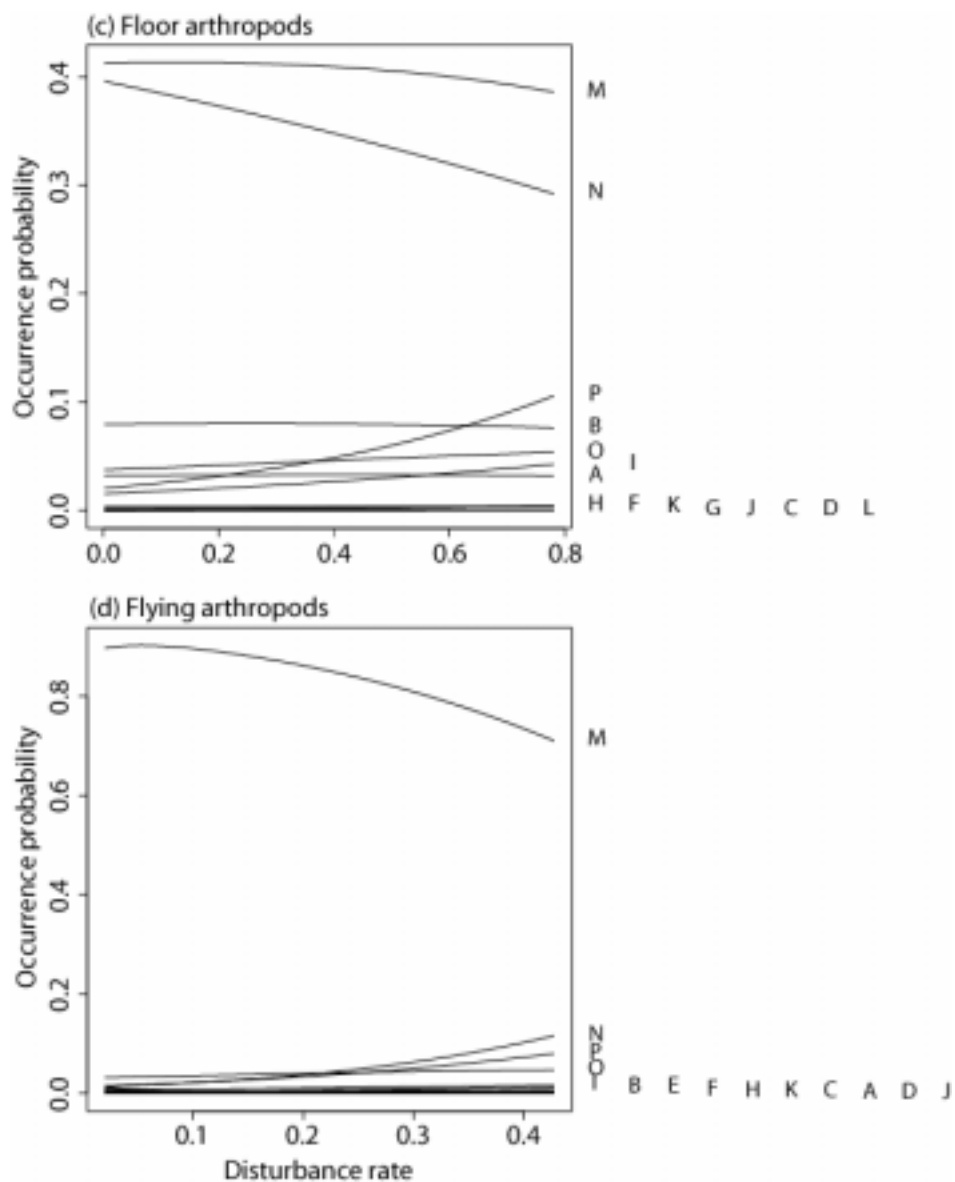 (c) Floor arthropods
Occurrence probability
0.4
0.3
0.2
0.1
0.0
0.0 0.2 0.4 0.6 0.8
M
N
P
B
O
I
A
H F K G J C D L
(d) Flying arthropods
Occurrence probability
0.8
0.6
0.4
0.2
0.0
0.1 0.2 0.3 0.4
Disturbance rate
M
N
P
O
I B E F H K C A D J